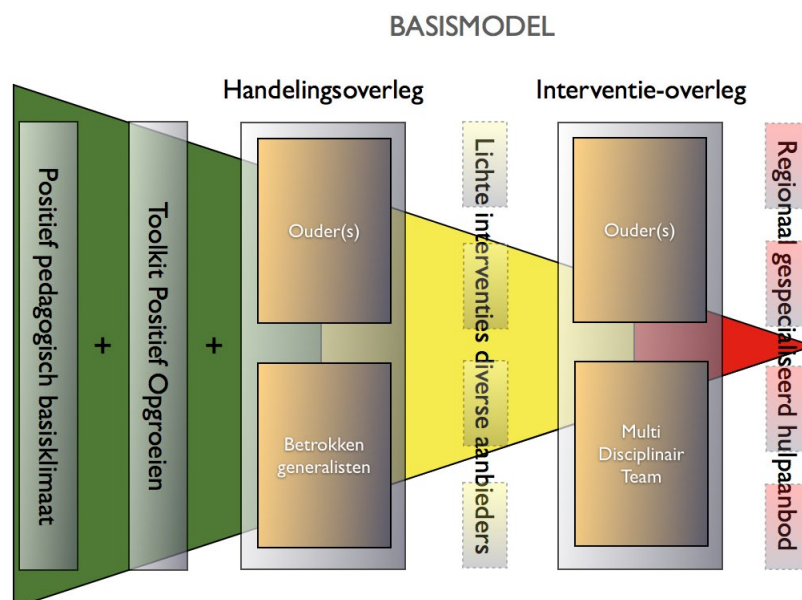 BASISMODEL
Handelingsoverleg
Interventie-overleg
Positief pedagogisch basisklimaat
+
Toolkit Positief Opgroeien
+
Ouder(s)
Betrokken
generalisten
Lichte interventies diverse aanbieders
Ouder(s)
Multi
Disciplinair
Team
Regionaal gespcialiseerd hulpaanbod